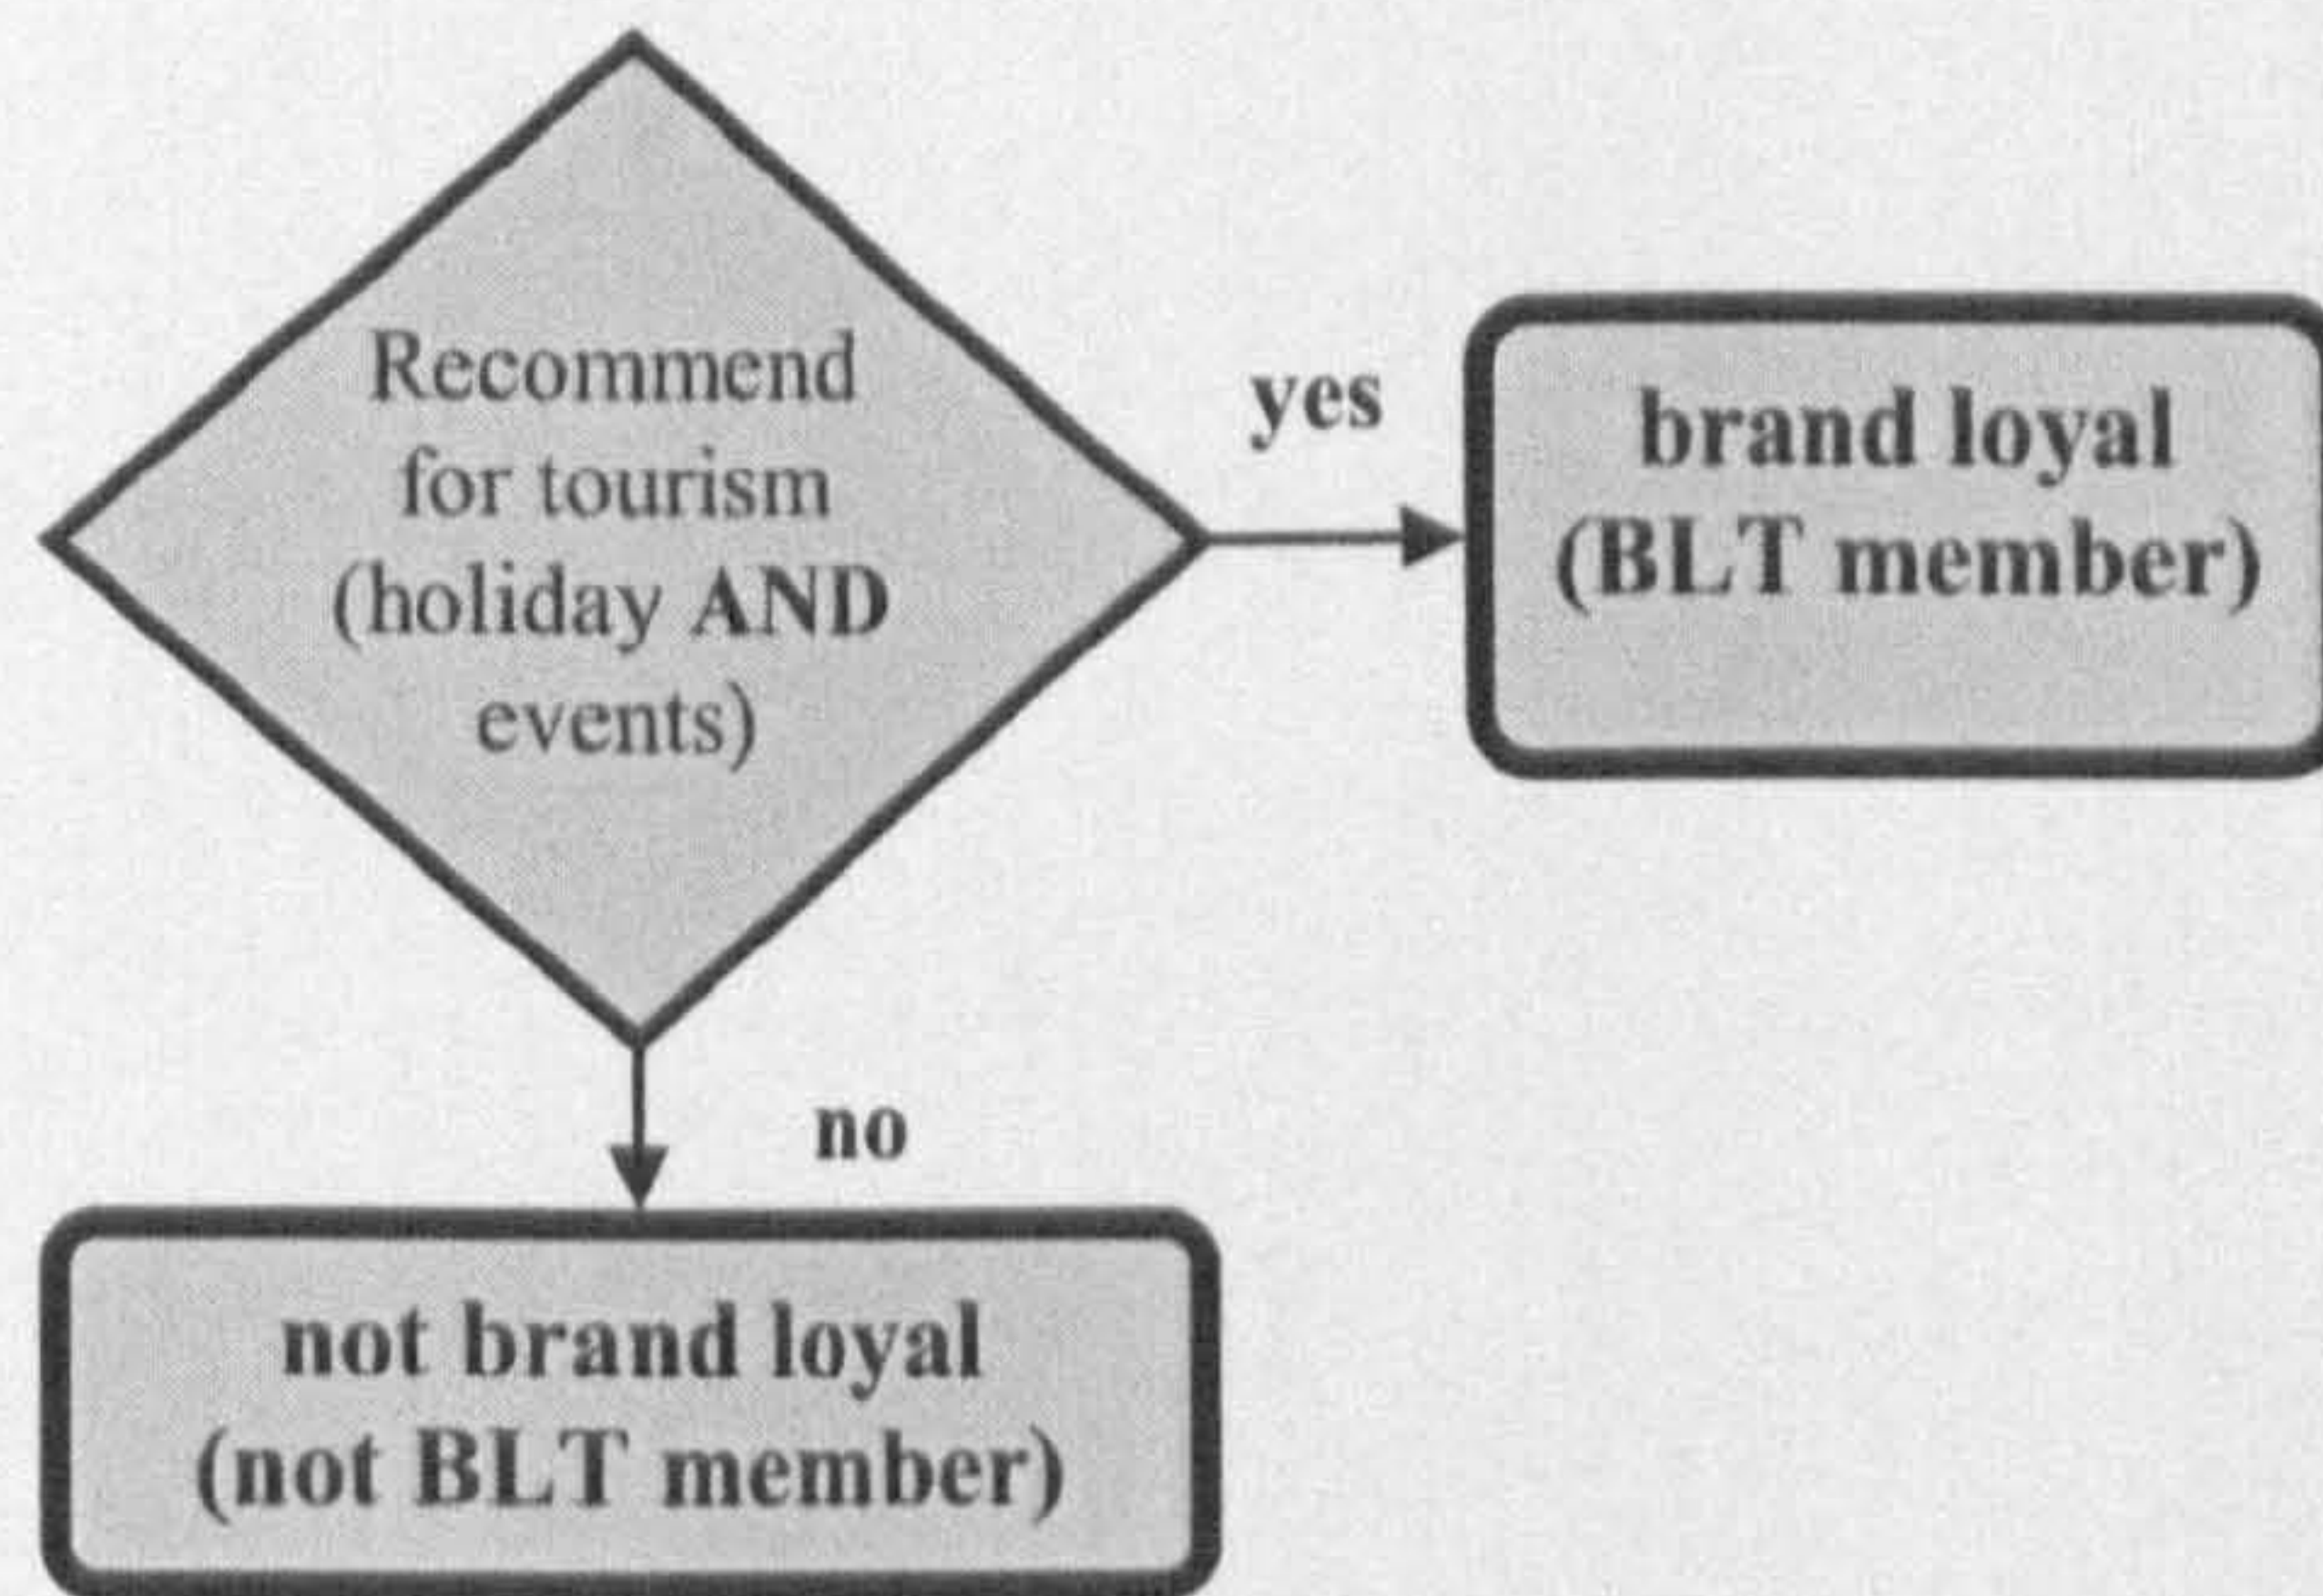 Recommend
for tourism
(holiday AND
events)
yes
brand loyal
(BLT member)
no
not brand loyal
(not BLT member)